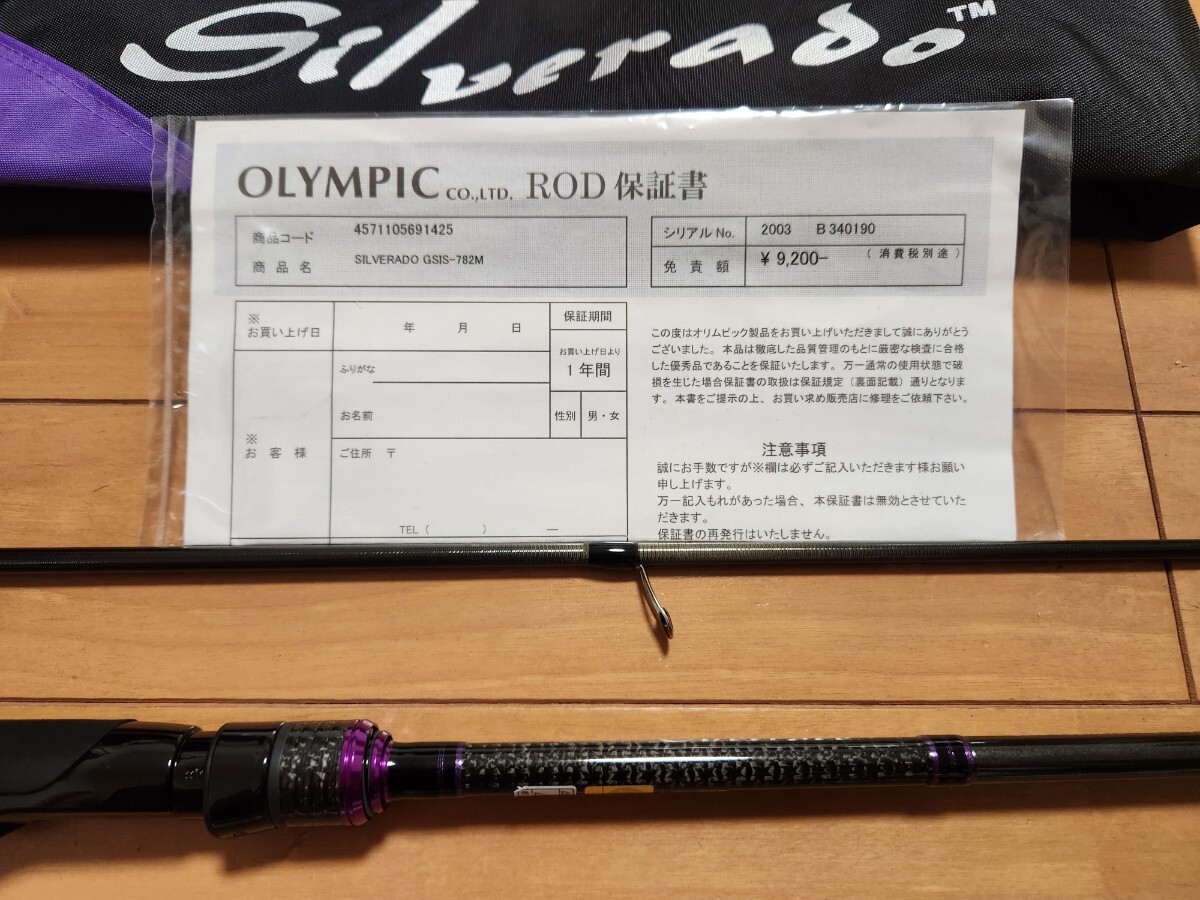 Silverado™
OLYMPIC CO.,LTD. ROD 保証書
商品コード 4571105691425
商品名 SILVERADO GSIS-782M
シリアルNo. 2003 B 340190
免責額 ¥ 9,200- (消費税別途)
※
お買い上げ日 年 月 日
保証期間
お買い上げ日より
1年間
ふりがな
お名前
性別 男・女
※
お客様
ご住所 〒
TEL ( ) ―
この度はオリムピック製品をお買い上げいただきまして誠にありがとう
ございました。本品は徹底した品質管理のもとに厳密な検査に合格
した優秀品であることを保証いたします。万一通常の使用状態で破
損を生じた場合保証書の取扱は保証規定(裏面記載)通りとなりま
す。本書をご提示の上、お買い求め販売店に修理をご依頼下さい。
注意事項
誠にお手数ですが※欄は必ずご記入いただきます様お願い
申し上げます。
万一記入もれがあった場合、本保証書は無効とさせていた
だきます。
保証書の再発行はいたしません。